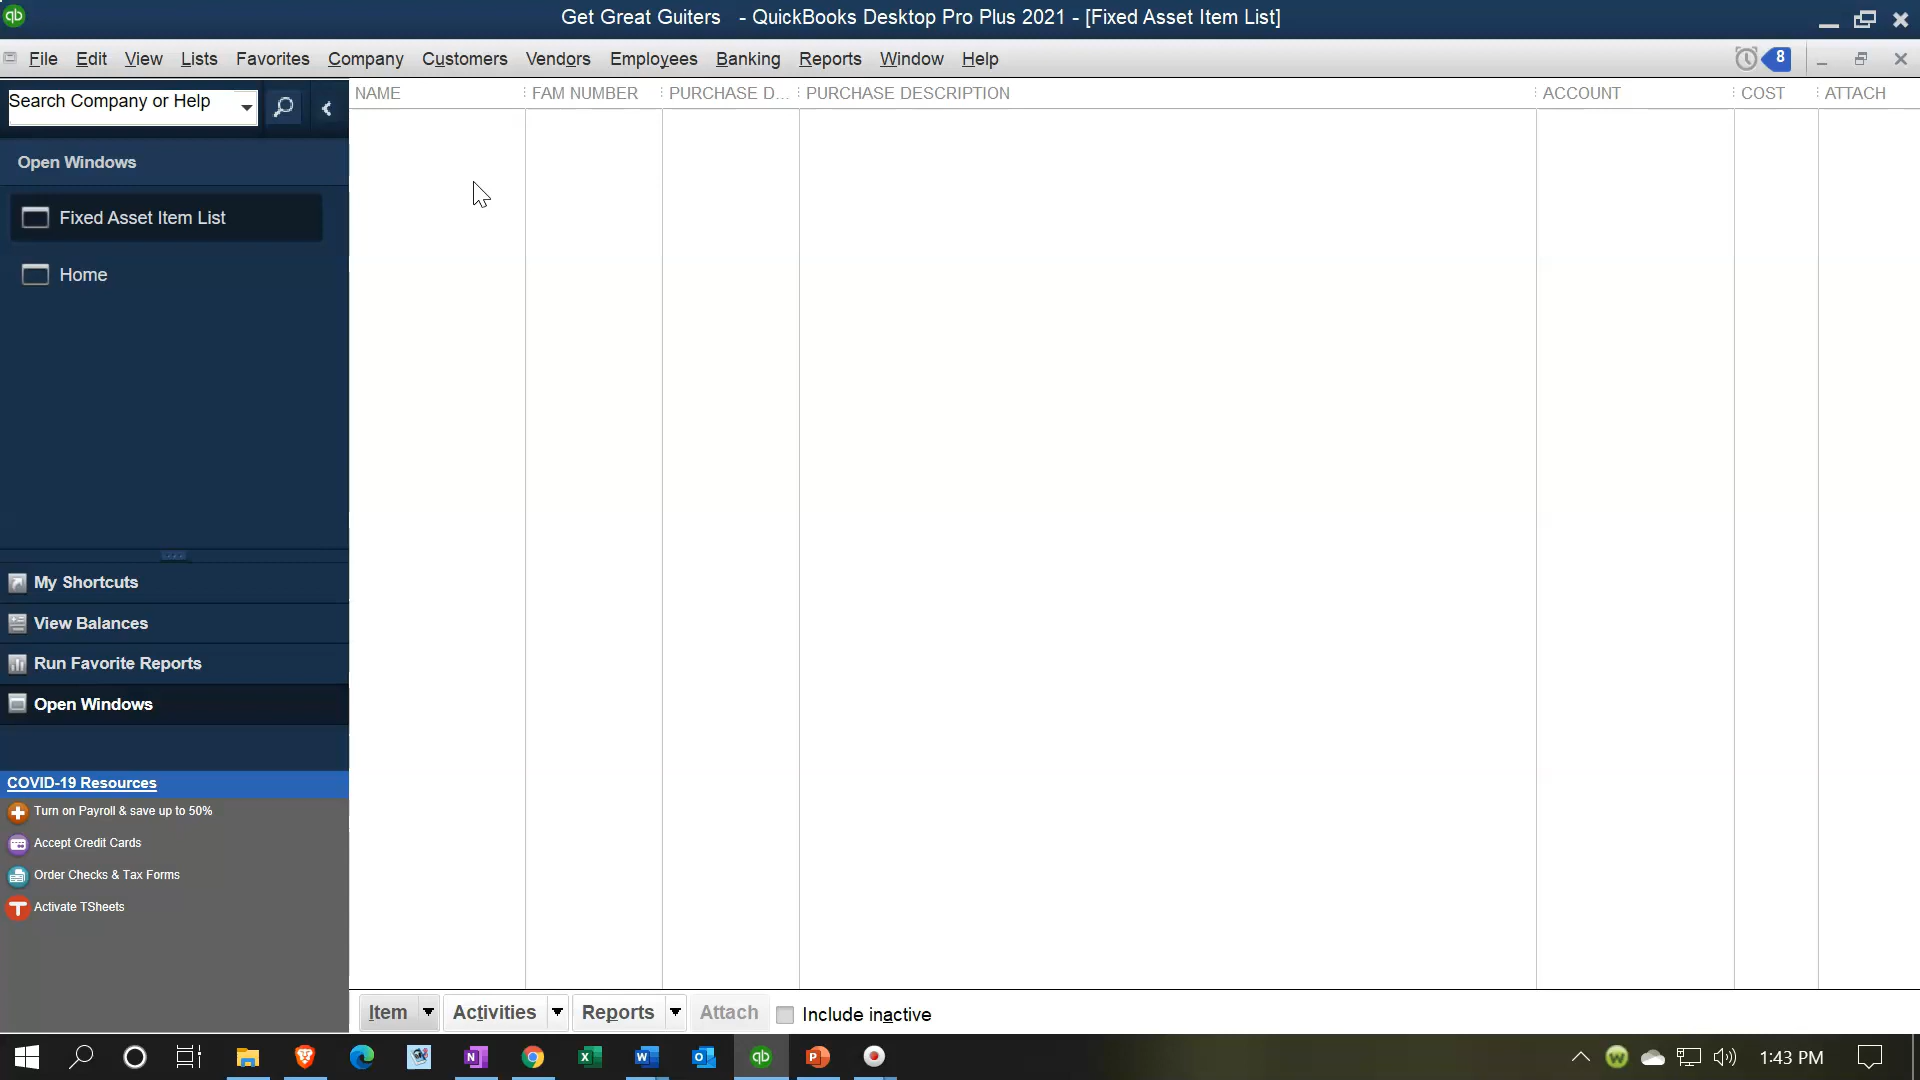 qb
Get Great Guiters - QuickBooks Desktop Pro Plus 2021 - [Fixed Asset Item List]
File Edit View Lists Favorites Company Customers Vendors Employees Banking Reports Window Help 8
Search Company or Help
NAME FAM NUMBER PURCHASE D... PURCHASE DESCRIPTION ACCOUNT COST ATTACH
Open Windows
Fixed Asset Item List
Home
My Shortcuts
View Balances
Run Favorite Reports
Open Windows
COVID-19 Resources
Turn on Payroll & save up to 50%
Accept Credit Cards
Order Checks & Tax Forms
Activate TSheets
Item Activities Reports Attach Include inactive
1:43 PM